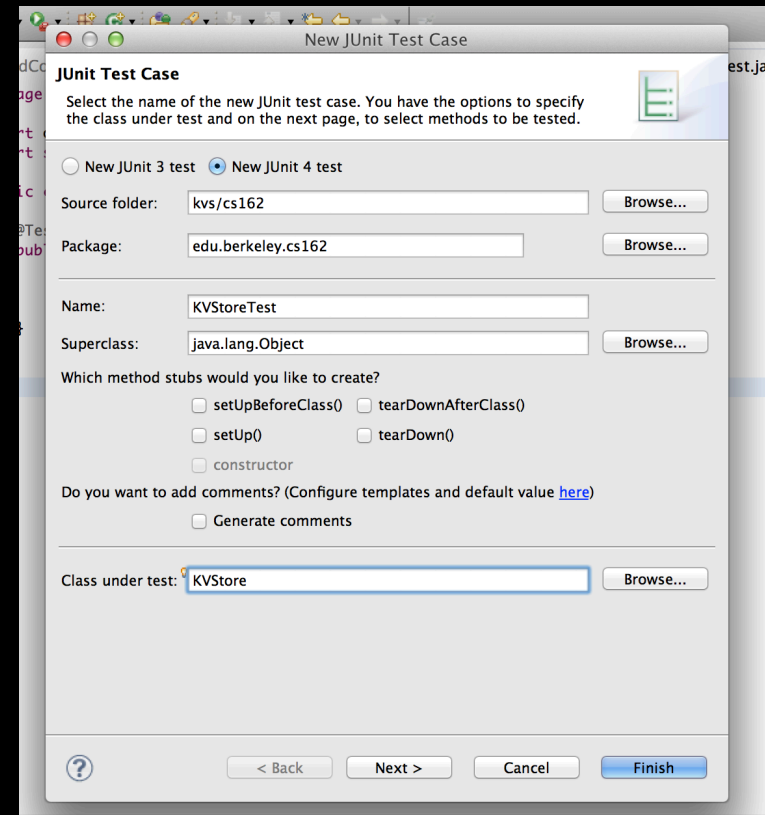 New JUnit Test Case
JUnit Test Case
Select the name of the new JUnit test case. You have the options to specify
the class under test and on the next page, to select methods to be tested.
New JUnit 3 test New JUnit 4 test
Source folder: kvs/cs162 Browse...
Package: edu.berkeley.cs162 Browse...
Name: KVStoreTest
Superclass: java.lang.Object Browse...
Which method stubs would you like to create?
setUpBeforeClass() tearDownAfterClass()
setUp() tearDown()
constructor
Do you want to add comments? (Configure templates and default value here)
Generate comments
Class under test: KVStore Browse...
? < Back Next > Cancel Finish